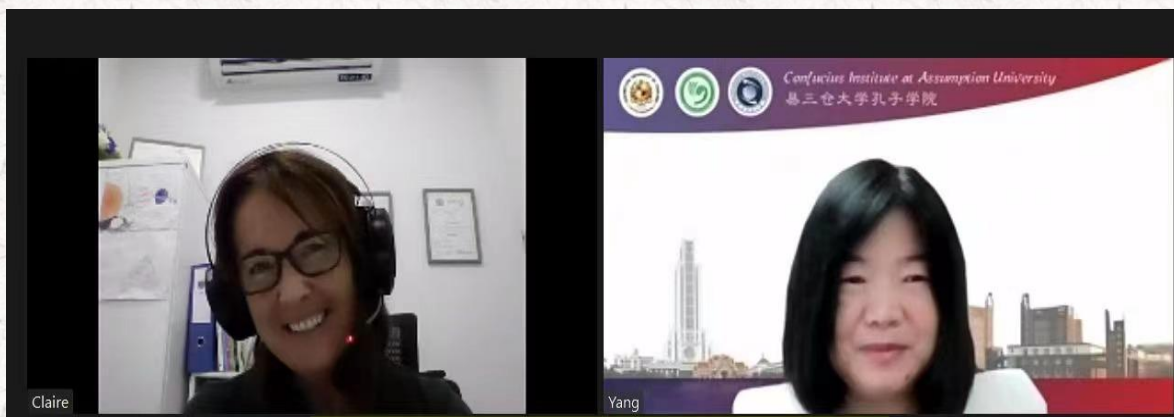 Confucius Institute at Assumption University
易三仓大学孔子学院
Claire
Yang